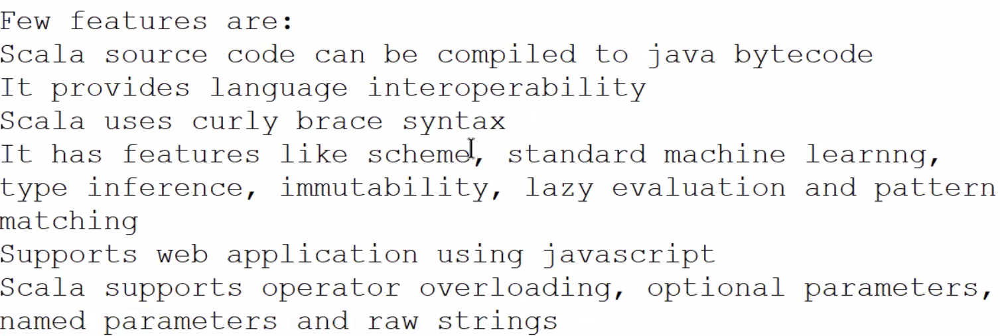 Few features are:
Scala source code can be compiled to java bytecode
It provides language interoperability
Scala uses curly brace syntax
It has features like scheme, standard machine learnng,
type inference, immutability, lazy evaluation and pattern
matching
Supports web application using javascript
Scala supports operator overloading, optional parameters,
named parameters and raw strings